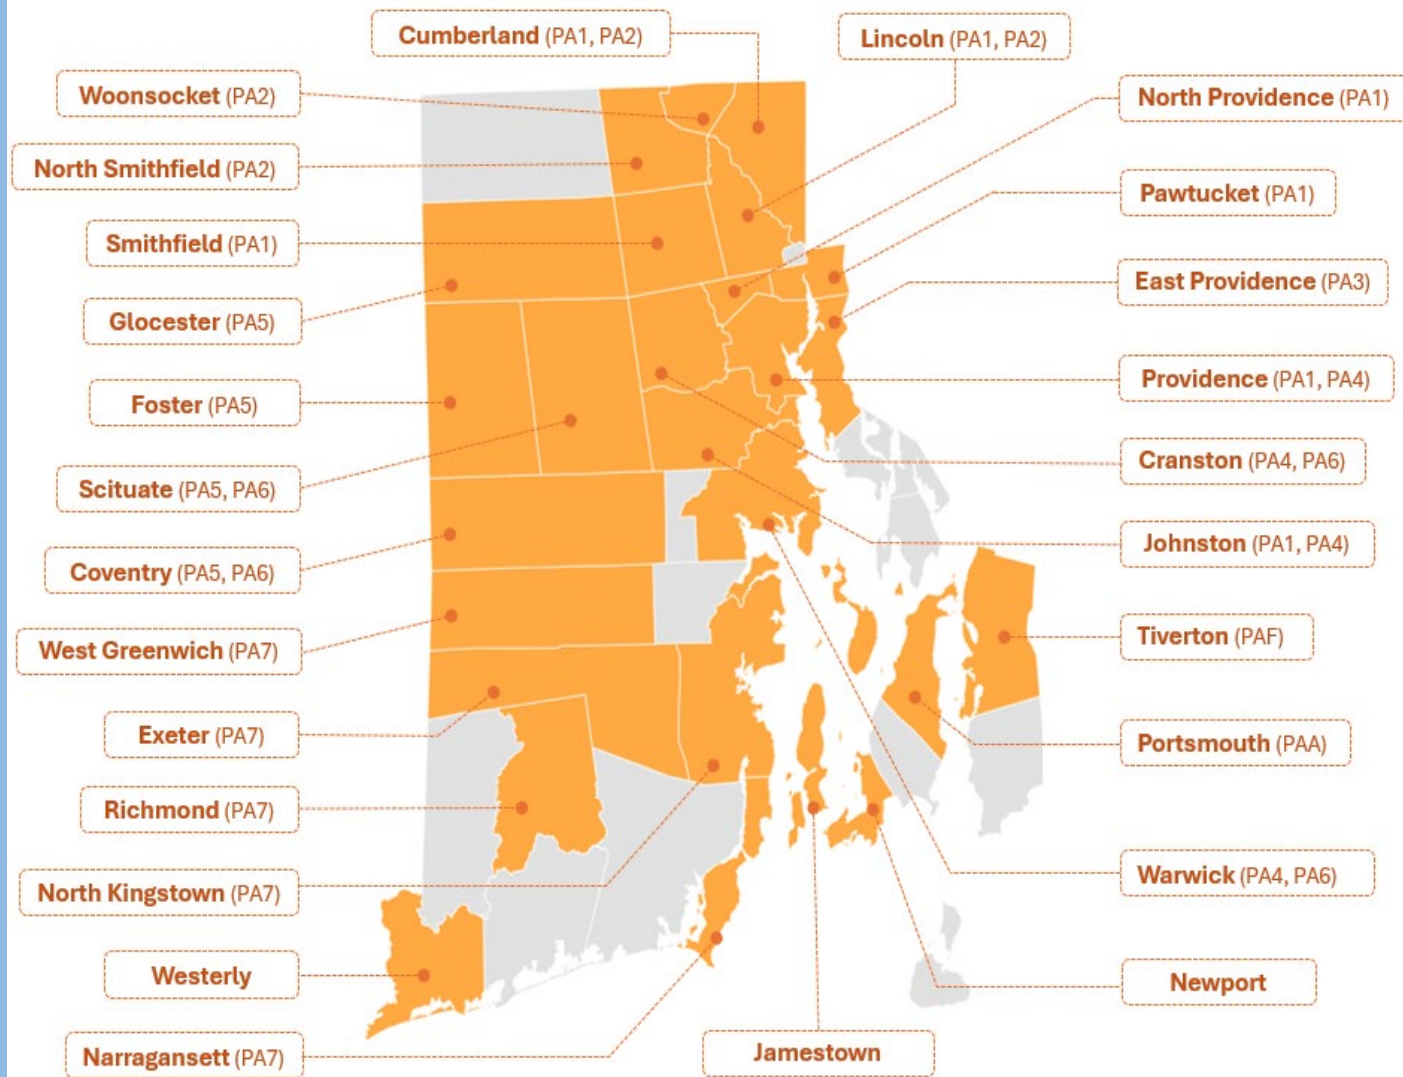 Cumberland (PA1, PA2)
Lincoln (PA1, PA2)
Woonsocket (PA2)
North Providence (PA1)
North Smithfield (PA2)
Pawtucket (PA1)
Smithfield (PA1)
East Providence (PA3)
Glocester (PA5)
Providence (PA1, PA4)
Foster (PA5)
Cranston (PA4, PA6)
Scituate (PA5, PA6)
Johnston (PA1, PA4)
Coventry (PA5, PA6)
Tiverton (PAF)
West Greenwich (PA7)
Exeter (PA7)
Portsmouth (PAA)
Richmond (PA7)
Warwick (PA4, PA6)
North Kingstown (PA7)
Westerly
Newport
Narragansett (PA7)
Jamestown